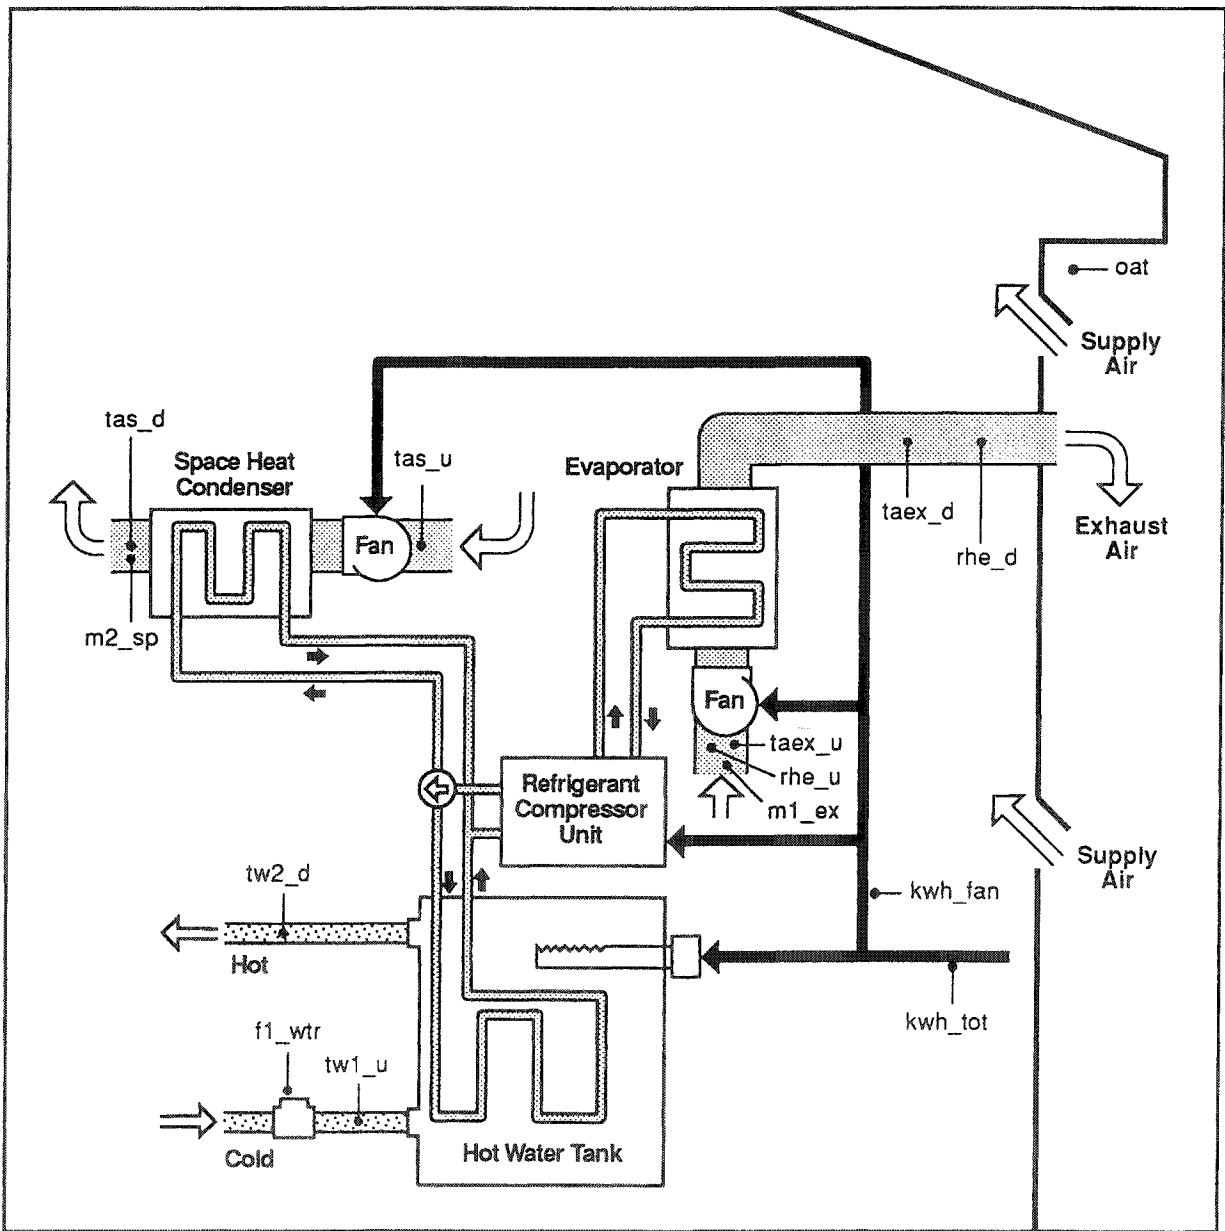 oat
Supply
Air
tas_d
Space Heat
Condenser
tas_u
Evaporator
Fan
taex_d
Exhaust
Air
rhe_d
m2_sp
Fan
taex_u
rhe_u
m1_ex
Refrigerant
Compressor
Unit
Supply
Air
tw2_d
kwh_fan
Hot
kwh_tot
f1_wtr
tw1_u
Cold
Hot Water Tank